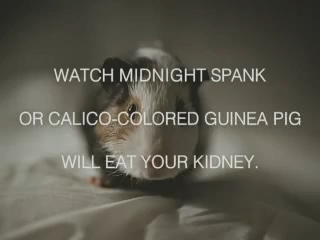 WATCH MIDNIGHT SPANK
OR CALICO-COLORED GUINEA PIG
WILL EAT YOUR KIDNEY.